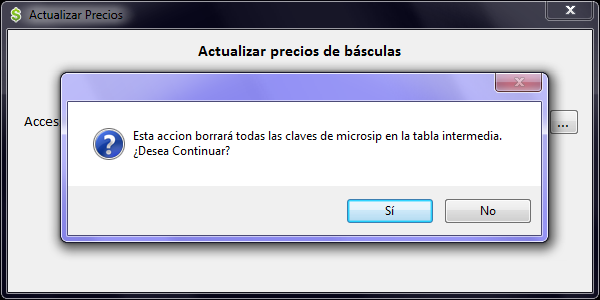 Actualizar Precios
Actualizar precios de básculas
Acces
...
Esta accion borrará todas las claves de microsip en la tabla intermedia.
¿Desea Continuar?
Sí
No